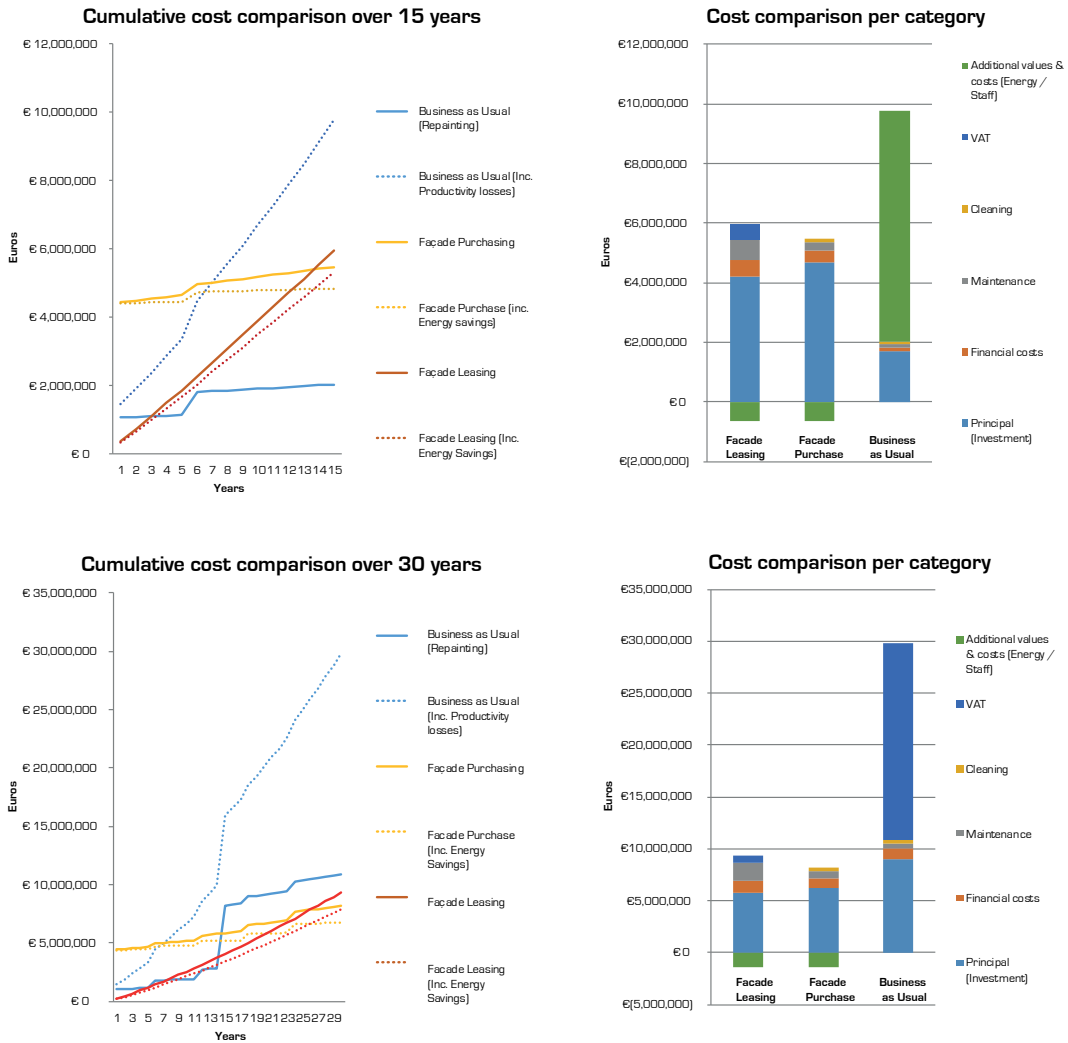 Cumulative cost comparison over 15 years
€ 12,000,000
€ 10,000,000
€ 8,000,000
€ 6,000,000
€ 4,000,000
€ 2,000,000
€ 0
Euros
1 2 3 4 5 6 7 8 9 10 11 12 13 14 15
Years
Business as Usual
(Repainting)
Business as Usual (Inc.
Productivity losses)
Façade Purchasing
Facade Purchase (inc.
Energy savings)
Façade Leasing
Facade Leasing (Inc.
Energy Savings)
Cost comparison per category
€12,000,000
€10,000,000
€8,000,000
€6,000,000
€4,000,000
€2,000,000
€ 0
€(2,000,000)
Euros
Facade
Leasing
Facade
Purchase
Business
as Usual
Additional values &
costs (Energy /
Staff)
VAT
Cleaning
Maintenance
Financial costs
Principal
(Investment)
Cumulative cost comparison over 30 years
€ 35,000,000
€ 30,000,000
€ 25,000,000
€ 20,000,000
€ 15,000,000
€ 10,000,000
€ 5,000,000
€ 0
Euros
1 3 5 7 9 11 13 15 17 19 21 23 25 27 29
Years
Business as Usual
(Repainting)
Business as Usual
(Inc. Productivity
losses)
Façade Purchasing
Facade Purchase
(Inc. Energy
Savings)
Façade Leasing
Facade Leasing
(Inc. Energy
Savings)
Cost comparison per category
€35,000,000
€30,000,000
€25,000,000
€20,000,000
€15,000,000
€10,000,000
€5,000,000
€ 0
€(5,000,000)
Euros
Facade
Leasing
Facade
Purchase
Business
as Usual
Additional values
& costs (Energy /
Staff)
VAT
Cleaning
Maintenance
Financial costs
Principal
(Investment)